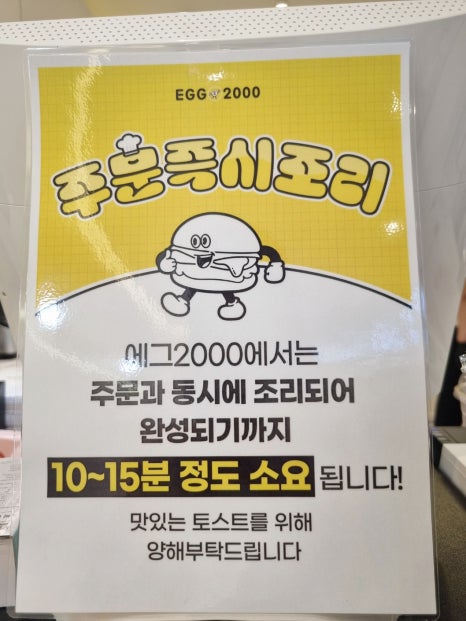 EGG 2000
주문즉시조리
에그2000에서는
주문과 동시에 조리되어
완성되기까지
10~15분 정도 소요 됩니다!
맛있는 토스트를 위해
양해부탁드립니다